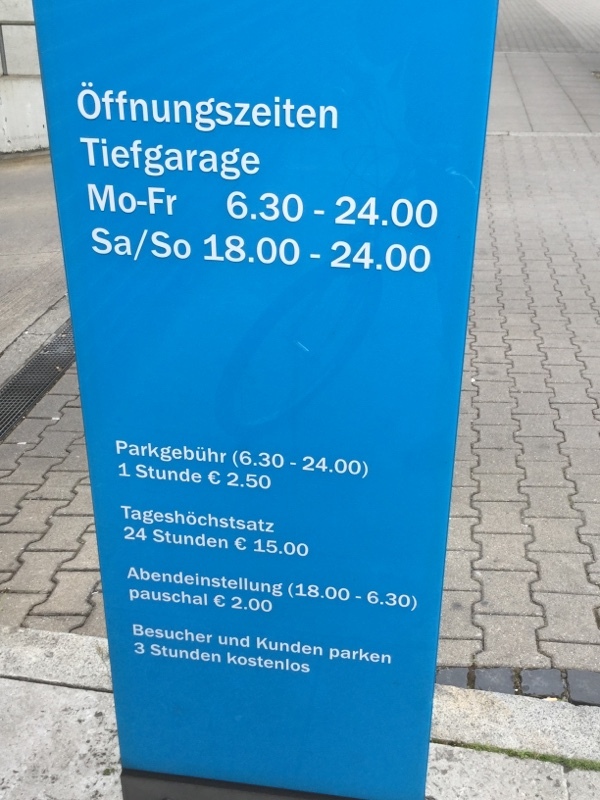 Öffnungszeiten
Tiefgarage
Mo-Fr 6.30 - 24.00
Sa/So 18.00 - 24.00
Parkgebühr (6.30 - 24.00)
1 Stunde € 2.50
Tageshöchstsatz
24 Stunden € 15.00
Abendeinstellung (18.00 - 6.30)
pauschal € 2.00
Besucher und Kunden parken
3 Stunden kostenlos